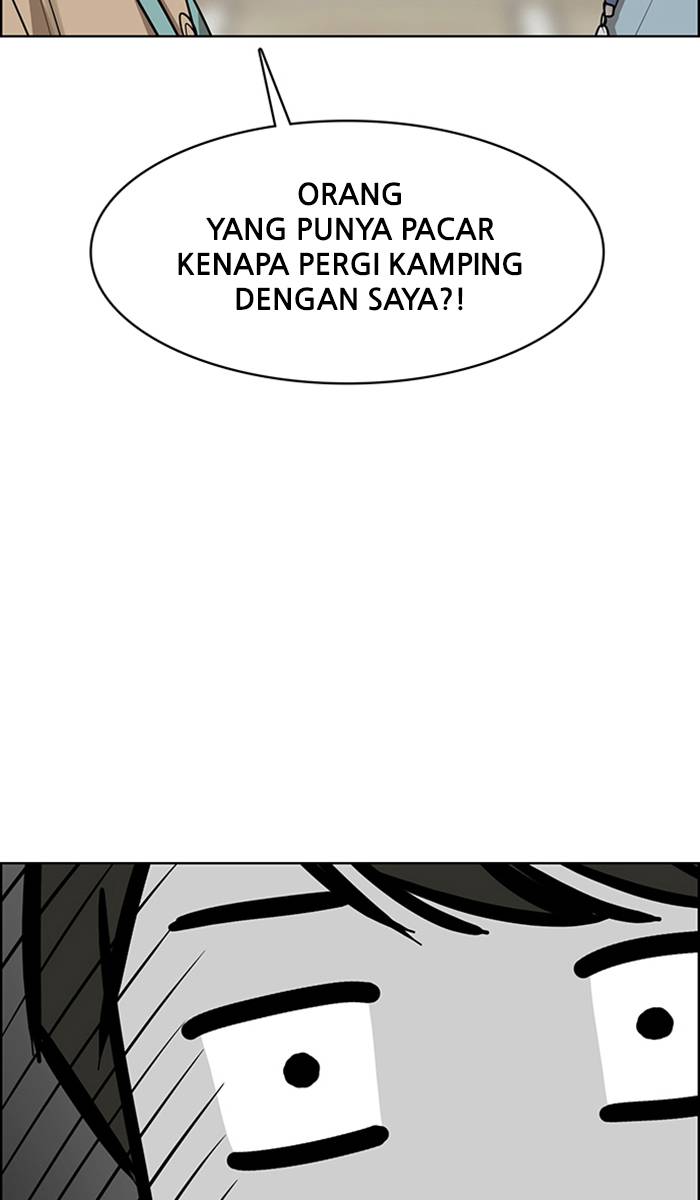 ORANG
YANG PUNYA PACAR
KENAPA PERGI KAMPING
DENGAN SAYA?!